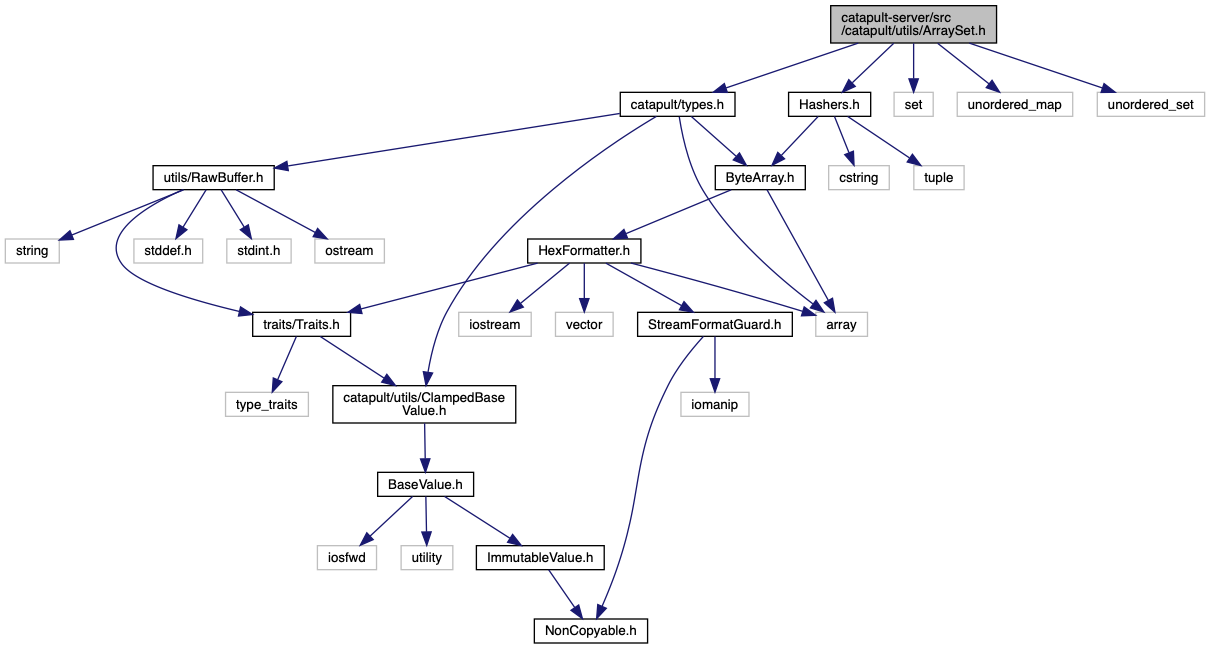 catapult-server/src
/catapult/utils/ArraySet.h
catapult/types.h
Hashers.h
set
unordered_map
unordered_set
utils/RawBuffer.h
ByteArray.h
cstring
tuple
string
stddef.h
stdint.h
ostream
HexFormatter.h
traits/Traits.h
iostream
vector
StreamFormatGuard.h
array
type_traits
catapult/utils/ClampedBase
Value.h
iomanip
BaseValue.h
iosfwd
utility
ImmutableValue.h
NonCopyable.h